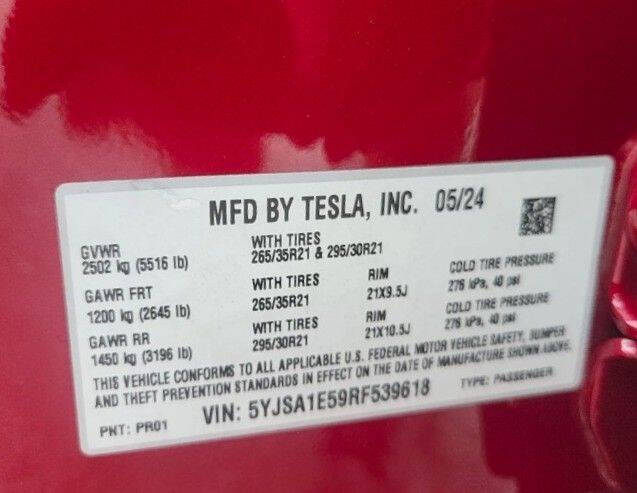 MFD BY TESLA, INC. 05/24
GVWR WITH TIRES
2502 kg (5516 lb) 265/35R21 & 295/30R21
GAWR FRT WITH TIRES RIM COLD TIRE PRESSURE
1200 kg (2645 lb) 265/35R21 21X9.5J 276 kPa, 40 psi
GAWR RR WITH TIRES RIM COLD TIRE PRESSURE
1450 kg (3196 lb) 295/30R21 21X10.5J 276 kPa, 40 psi
THIS VEHICLE CONFORMS TO ALL APPLICABLE U.S. FEDERAL MOTOR VEHICLE SAFETY, BUMPER
AND THEFT PREVENTION STANDARDS IN EFFECT ON THE DATE OF MANUFACTURE SHOWN ABOVE.
PNT: PR01 VIN: 5YJSA1E59RF539618 TYPE: PASSENGER